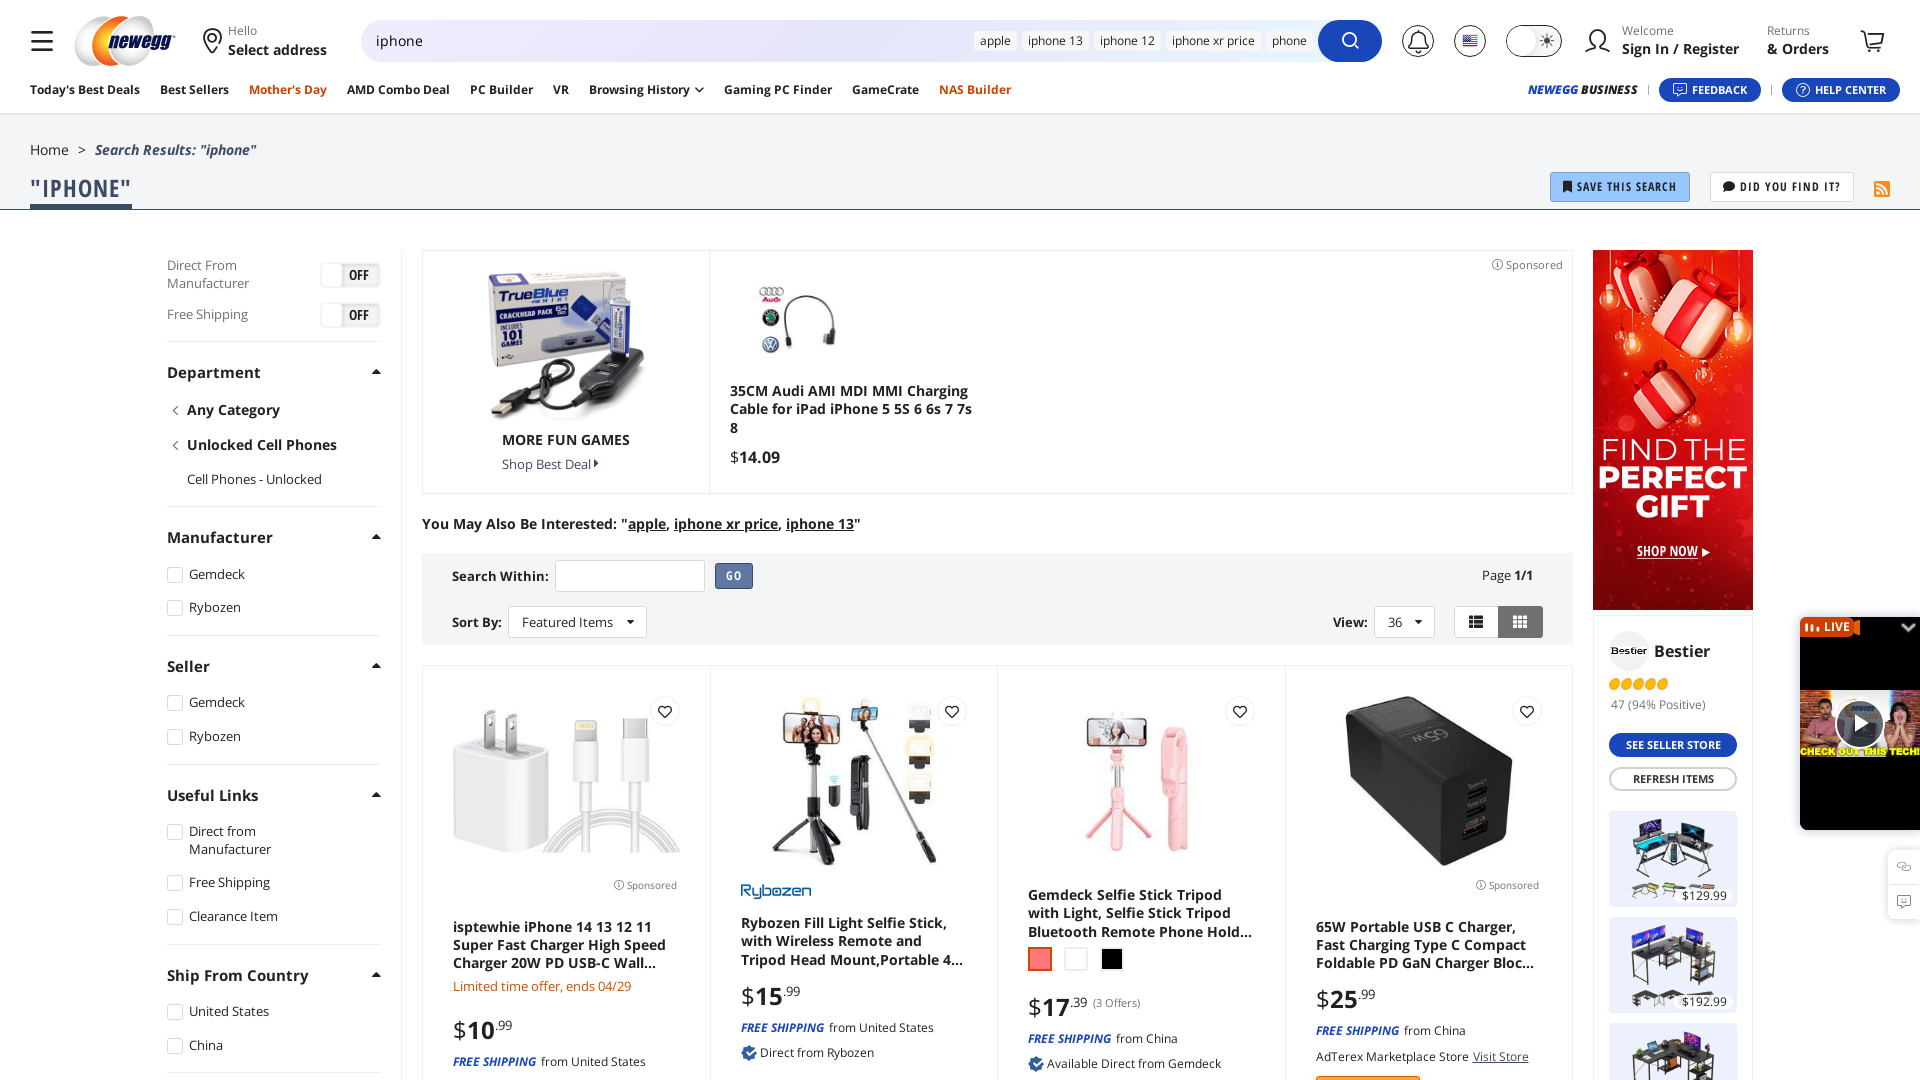 newegg
Hello
Select address
iphone
apple
iphone 13
iphone 12
iphone xr price
phone
Welcome
Sign In / Register
Returns
& Orders
Today's Best Deals
Best Sellers
Mother's Day
AMD Combo Deal
PC Builder
VR
Browsing History
Gaming PC Finder
GameCrate
NAS Builder
NEWEGG BUSINESS
FEEDBACK
HELP CENTER
Home > Search Results: "iphone"
"IPHONE"
SAVE THIS SEARCH
DID YOU FIND IT?
Direct From
Manufacturer
OFF
Free Shipping
OFF
Department
Any Category
Unlocked Cell Phones
Cell Phones - Unlocked
Manufacturer
Gemdeck
Rybozen
Seller
Gemdeck
Rybozen
Useful Links
Direct from
Manufacturer
Free Shipping
Clearance Item
Ship From Country
United States
China
TrueBlue
MINI
CRACKHEAD PACK
INCLUDES
101
GAMES
MORE FUN GAMES
Shop Best Deal
Sponsored
Audi
35CM Audi AMI MDI MMI Charging
Cable for iPad iPhone 5 5S 6 6s 7 7s
8
$14.09
You May Also Be Interested: "apple, iphone xr price, iphone 13"
Search Within:
GO
Page 1/1
Sort By:
Featured Items
View:
36
Sponsored
isptewhie iPhone 14 13 12 11
Super Fast Charger High Speed
Charger 20W PD USB-C Wall...
Limited time offer, ends 04/29
$10.99
FREE SHIPPING from United States
Rybozen
Rybozen Fill Light Selfie Stick,
with Wireless Remote and
Tripod Head Mount,Portable 4...
$15.99
FREE SHIPPING from United States
Direct from Rybozen
Gemdeck Selfie Stick Tripod
with Light, Selfie Stick Tripod
Bluetooth Remote Phone Hold...
$17.39 (3 Offers)
FREE SHIPPING from China
Available Direct from Gemdeck
65W
Type-C1
Type-C2
USB-A
Sponsored
65W Portable USB C Charger,
Fast Charging Type C Compact
Foldable PD GaN Charger Bloc...
$25.99
FREE SHIPPING from China
AdTerex Marketplace Store Visit Store
FIND THE
PERFECT
GIFT
SHOP NOW
Bestier
Bestier
47 (94% Positive)
SEE SELLER STORE
REFRESH ITEMS
$129.99
$192.99
LIVE
CHECK OUT THIS TECH!